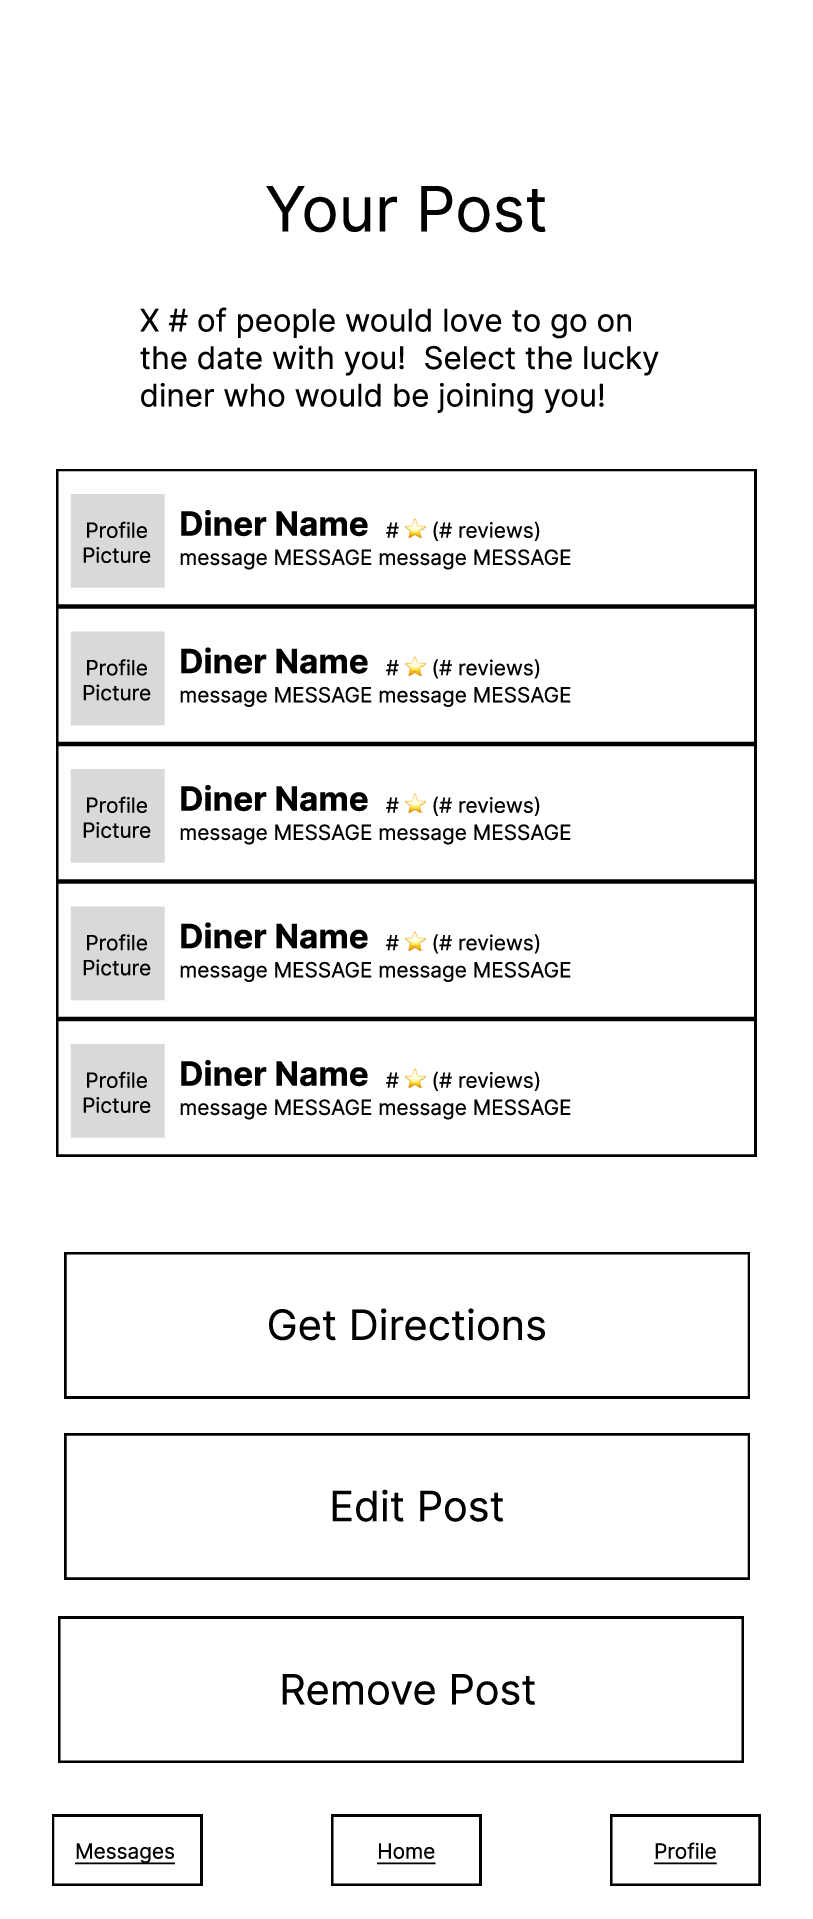 Your Post
X # of people would love to go on
the date with you!  Select the lucky
diner who would be joining you!
Profile
Picture
Diner Name # ⭐ (# reviews)
message MESSAGE message MESSAGE
Profile
Picture
Diner Name # ⭐ (# reviews)
message MESSAGE message MESSAGE
Profile
Picture
Diner Name # ⭐ (# reviews)
message MESSAGE message MESSAGE
Profile
Picture
Diner Name # ⭐ (# reviews)
message MESSAGE message MESSAGE
Profile
Picture
Diner Name # ⭐ (# reviews)
message MESSAGE message MESSAGE
Get Directions
Edit Post
Remove Post
Messages
Home
Profile